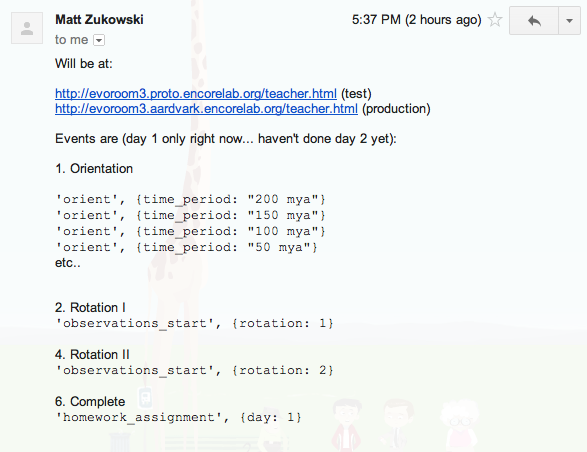 Matt Zukowski 5:37 PM (2 hours ago)
to me
Will be at:
http://evoroom3.proto.encorelab.org/teacher.html (test)
http://evoroom3.aardvark.encorelab.org/teacher.html (production)
Events are (day 1 only right now... haven't done day 2 yet):
1. Orientation
'orient', {time_period: "200 mya"}
'orient', {time_period: "150 mya"}
'orient', {time_period: "100 mya"}
'orient', {time_period: "50 mya"}
etc..
2. Rotation I
'observations_start', {rotation: 1}
4. Rotation II
'observations_start', {rotation: 2}
6. Complete
'homework_assignment', {day: 1}